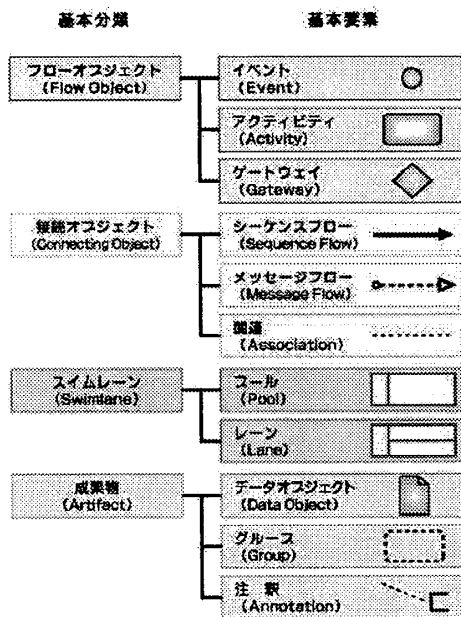 基本分類
基本要素
フローオブジェクト
(Flow Object)
イベント
(Event)
アクティビティ
(Activity)
ゲートウェイ
(Gateway)
接続オブジェクト
(Connecting Object)
シーケンスフロー
(Sequence Flow)
メッセージフロー
(Message Flow)
関連
(Association)
スイムレーン
(Swimlane)
プール
(Pool)
レーン
(Lane)
成果物
(Artifact)
データオブジェクト
(Data Object)
グループ
(Group)
注 釈
(Annotation)